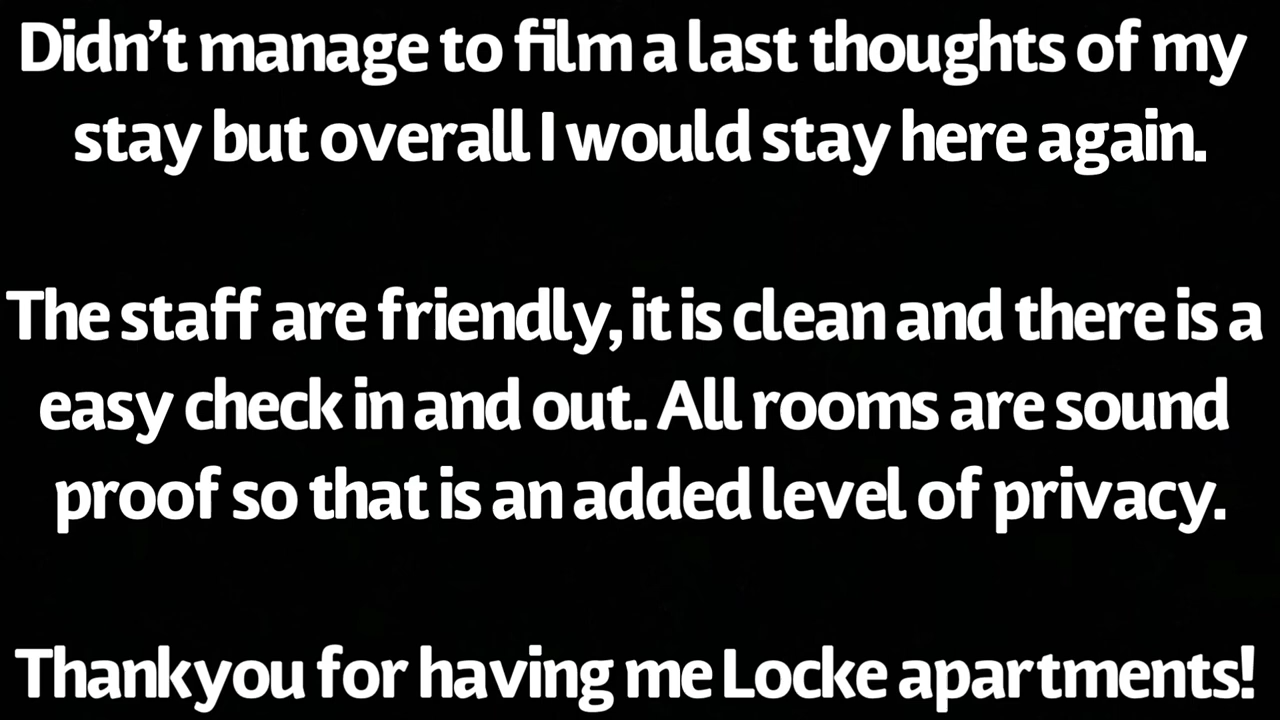 Didn’t manage to film a last thoughts of my
stay but overall I would stay here again.
The staff are friendly, it is clean and there is a
easy check in and out. All rooms are sound
proof so that is an added level of privacy.
Thankyou for having me Locke apartments!